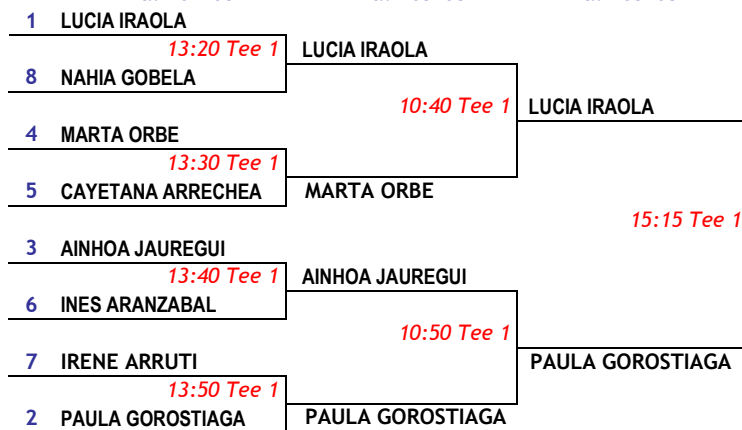 1 LUCIA IRAOLA
13:20 Tee 1 LUCIA IRAOLA
8 NAHIA GOBELA
10:40 Tee 1 LUCIA IRAOLA
4 MARTA ORBE
13:30 Tee 1
5 CAYETANA ARRECHEA MARTA ORBE
15:15 Tee 1
3 AINHOA JAUREGUI
13:40 Tee 1 AINHOA JAUREGUI
6 INES ARANZABAL
10:50 Tee 1
7 IRENE ARRUTI PAULA GOROSTIAGA
13:50 Tee 1
2 PAULA GOROSTIAGA PAULA GOROSTIAGA